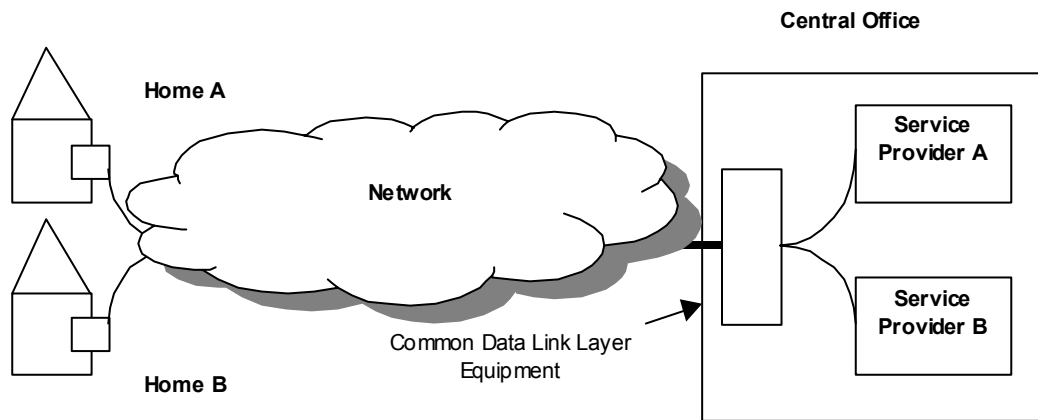 Central Office
Home A
Service
Provider A
Network
Service
Provider B
Common Data Link Layer
Equipment
Home B